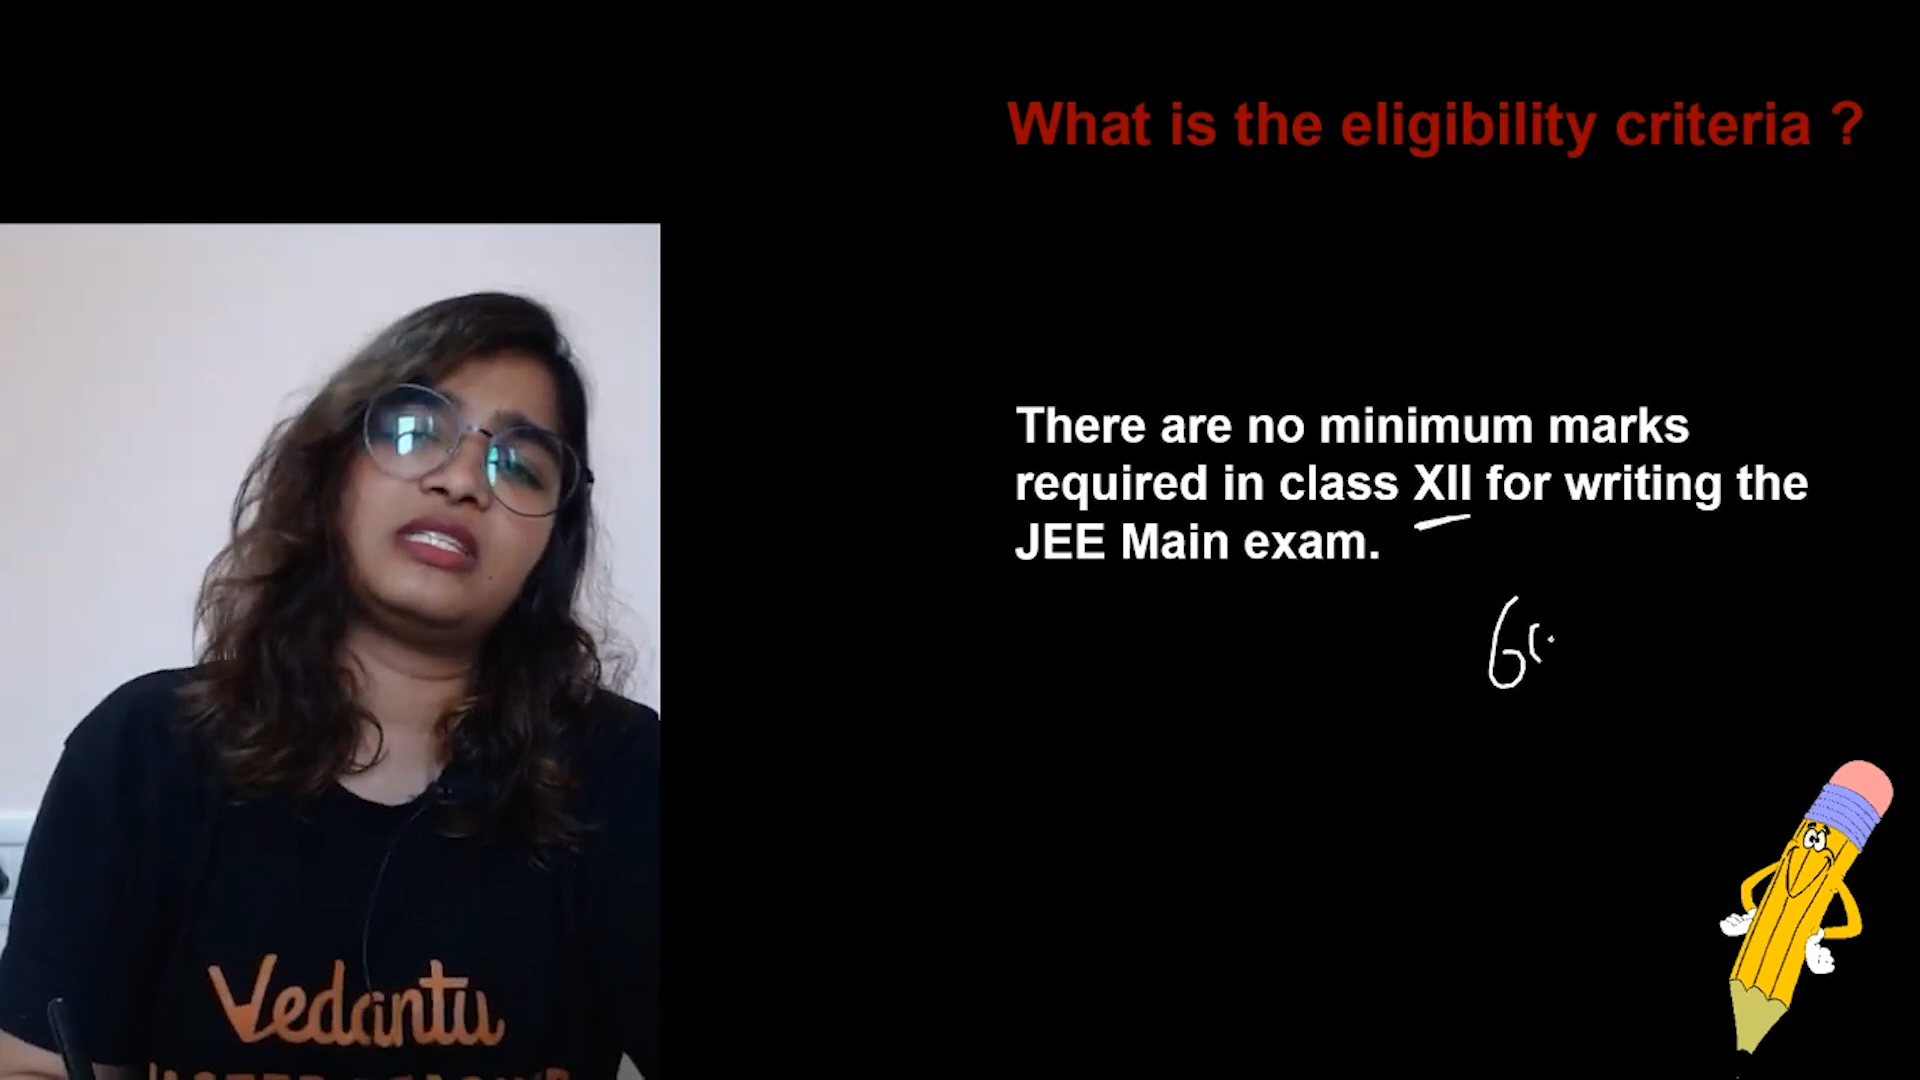 What is the eligibility criteria ?
There are no minimum marks
required in class XII for writing the
JEE Main exam.
Vedantu